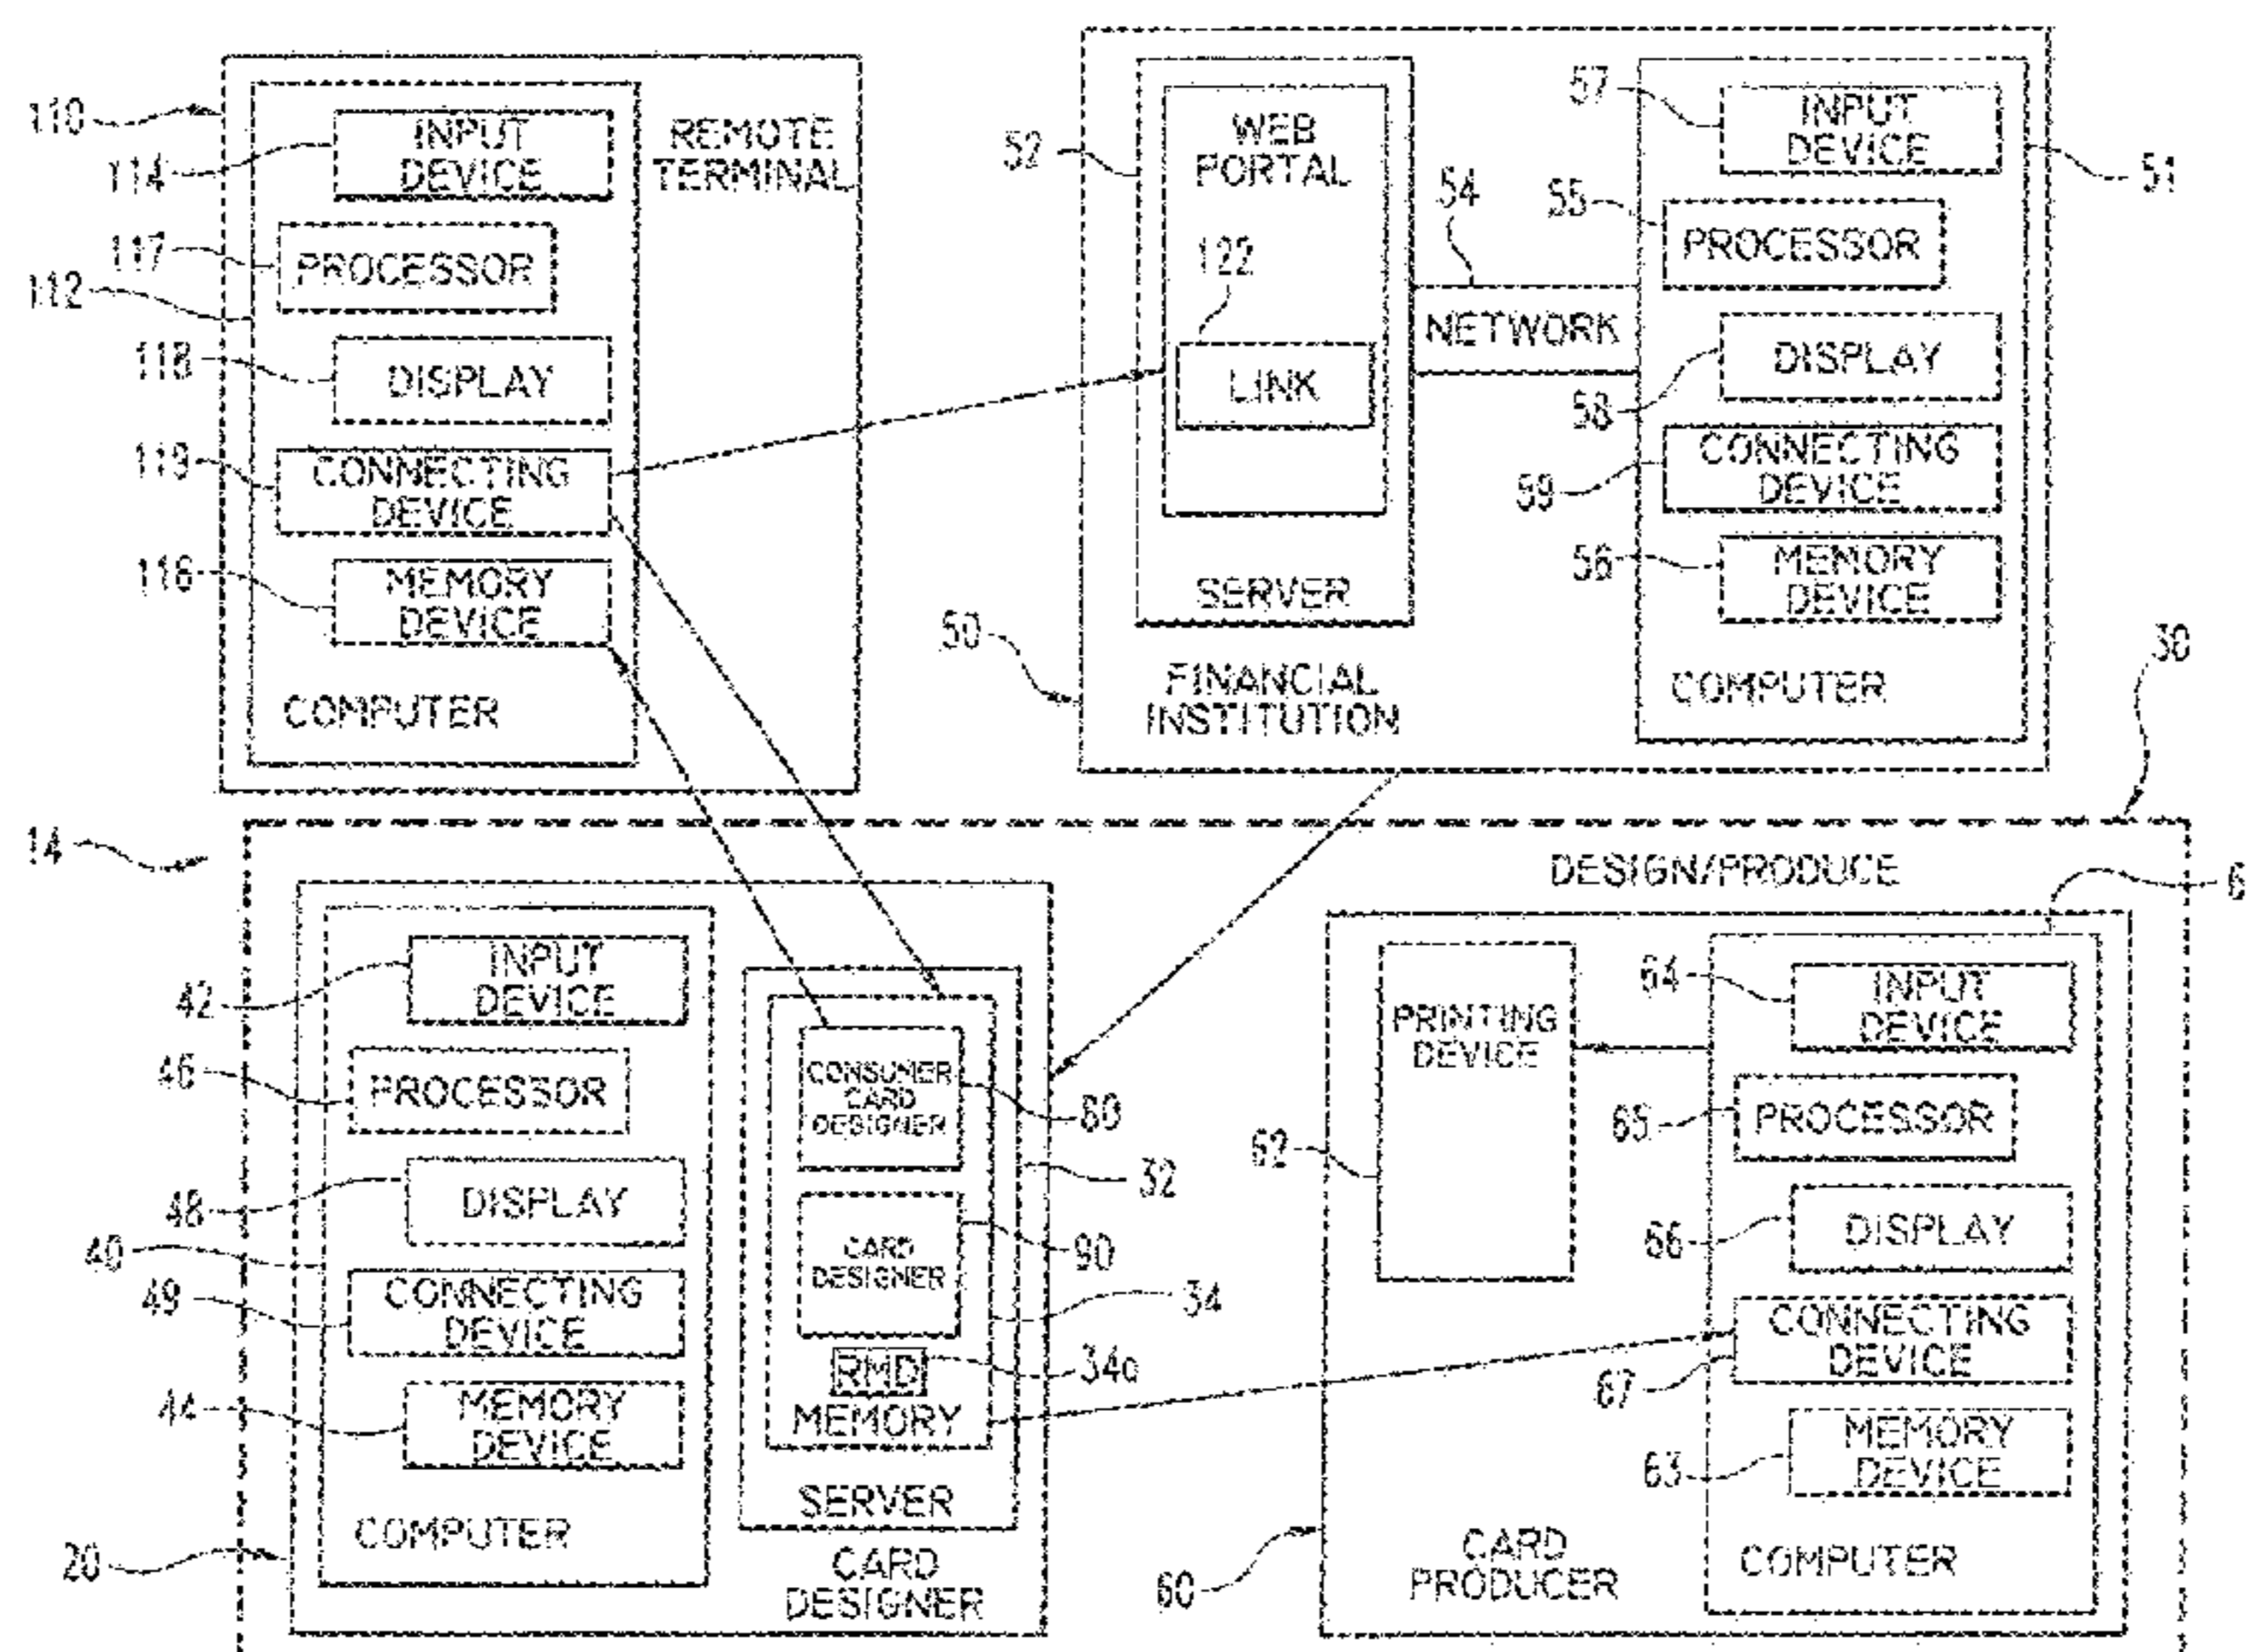 110
114
117
112
118
119
116
INPUT
DEVICE
PROCESSOR
DISPLAY
CONNECTING
DEVICE
MEMORY
DEVICE
COMPUTER
REMOTE
TERMINAL
52
WEB
PORTAL
122
LINK
SERVER
54
NETWORK
50
FINANCIAL
INSTITUTION
57
55
58
59
56
51
INPUT
DEVICE
PROCESSOR
DISPLAY
CONNECTING
DEVICE
MEMORY
DEVICE
COMPUTER
30
14
DESIGN/PRODUCE
42
46
48
40
49
44
20
INPUT
DEVICE
PROCESSOR
DISPLAY
CONNECTING
DEVICE
MEMORY
DEVICE
COMPUTER
CONSUMER
CARD
DESIGNER
CARD
DESIGNER
RMD
MEMORY
SERVER
CARD
DESIGNER
80
32
90
34
34a
62
60
PRINTING
DEVICE
CARD
PRODUCER
6
64
65
66
67
63
INPUT
DEVICE
PROCESSOR
DISPLAY
CONNECTING
DEVICE
MEMORY
DEVICE
COMPUTER